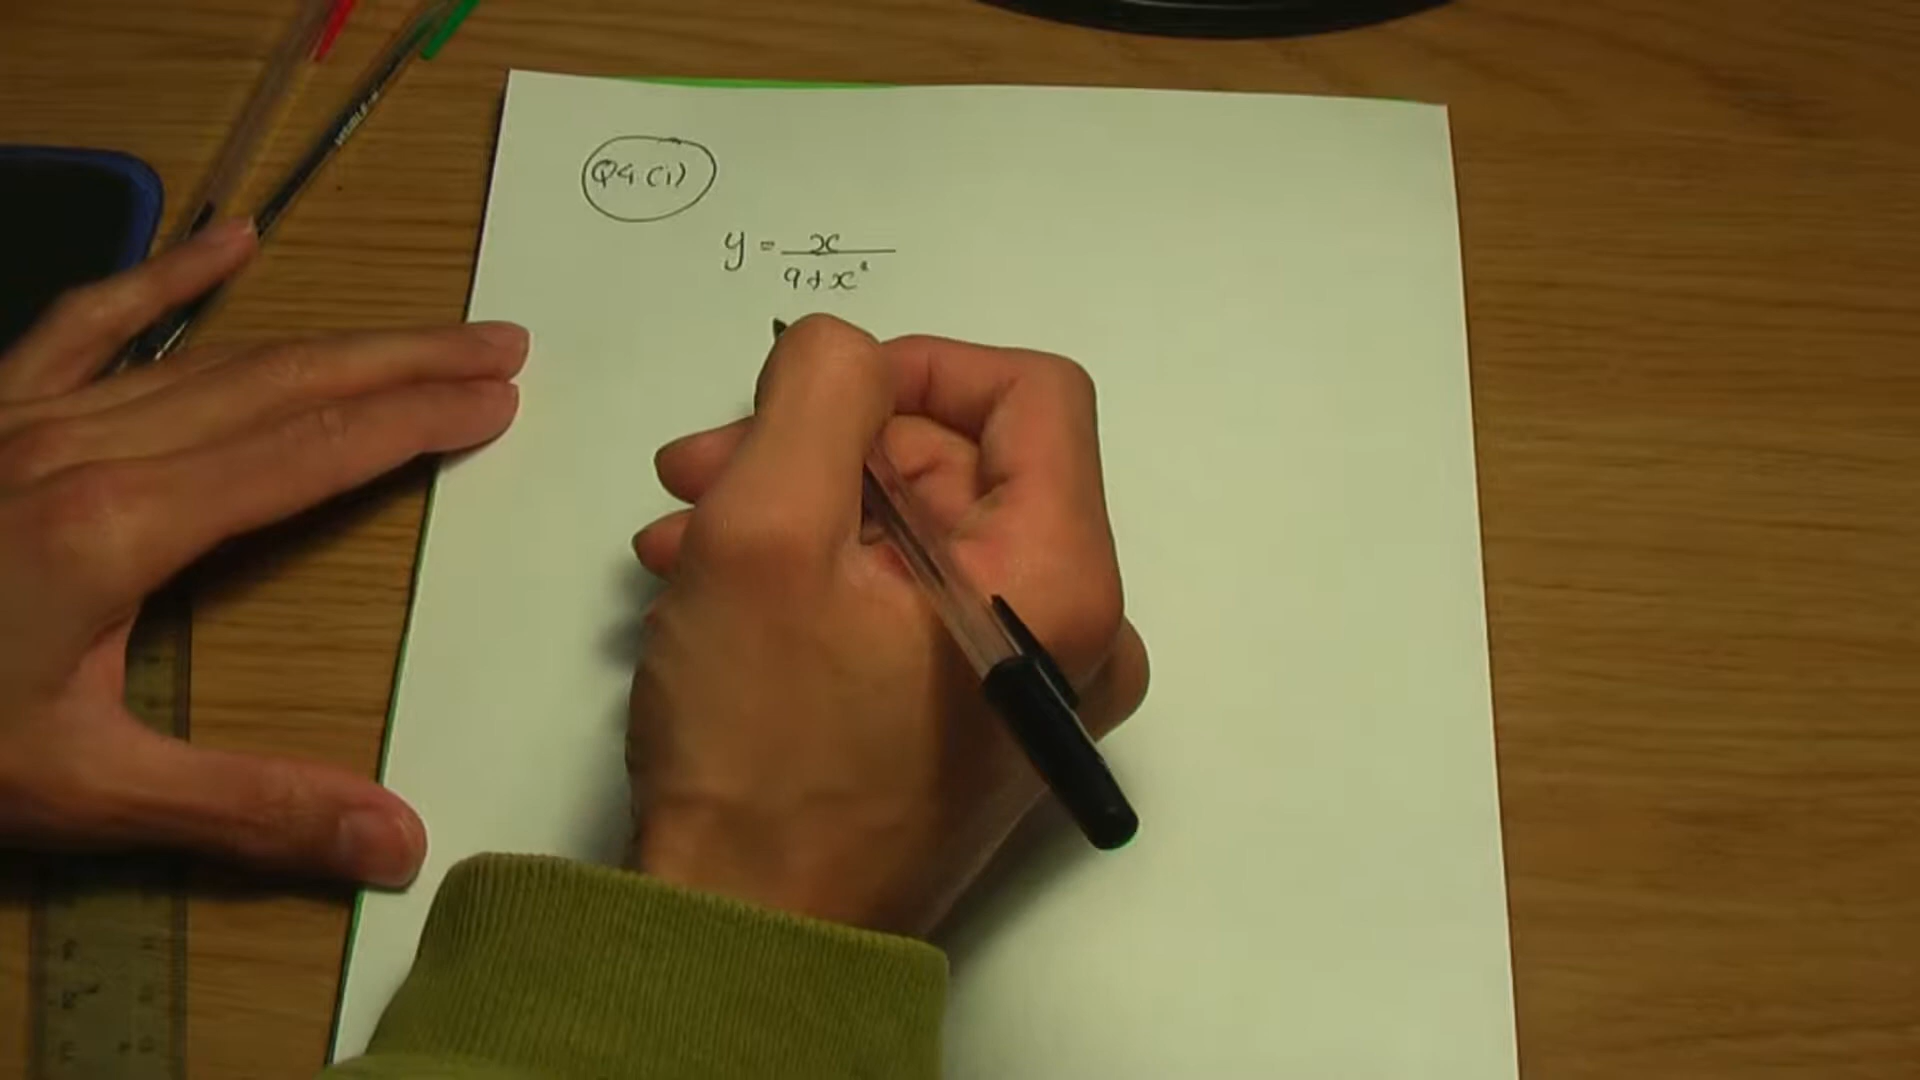 Q4.(i)
y = x / 9+x²